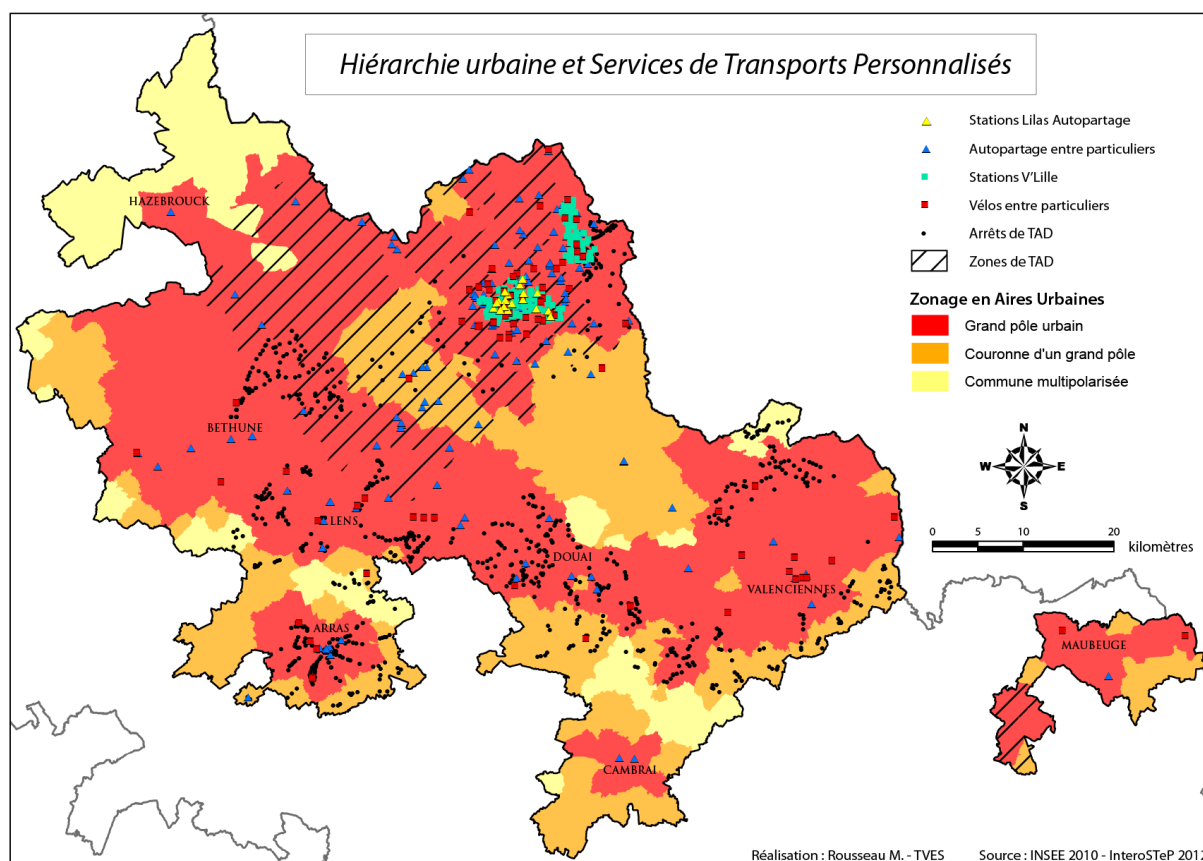 Hiérarchie urbaine et Services de Transports Personnalisés
Stations Lilas Autopartage
Autopartage entre particuliers
Stations V'Lille
Vélos entre particuliers
Arrêts de TAD
Zones de TAD
Zonage en Aires Urbaines
Grand pôle urbain
Couronne d'un grand pôle
Commune multipolarisée
HAZEBROUCK
BETHUNE
LENS
DOUAI
VALENCIENNES
ARRAS
MAUBEUGE
CAMBRAI
N
W E
S
0 5 10 20
kilomètres
Réalisation : Rousseau M. - TVES Source : INSEE 2010 - InteroSTeP 2012